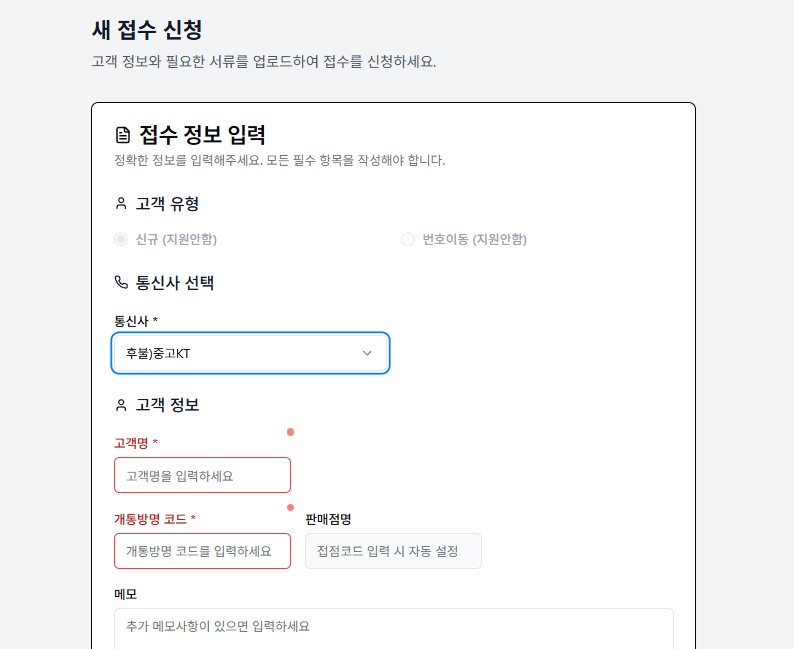 새 접수 신청
고객 정보와 필요한 서류를 업로드하여 접수를 신청하세요.
접수 정보 입력
정확한 정보를 입력해주세요. 모든 필수 항목을 작성해야 합니다.
고객 유형
신규 (지원안함) 번호이동 (지원안함)
통신사 선택
통신사 *
후불)중고KT
고객 정보
고객명 *
고객명을 입력하세요
개통방명 코드 * 판매점명
개통방명 코드를 입력하세요 접점코드 입력 시 자동 설정
메모
추가 메모사항이 있으면 입력하세요